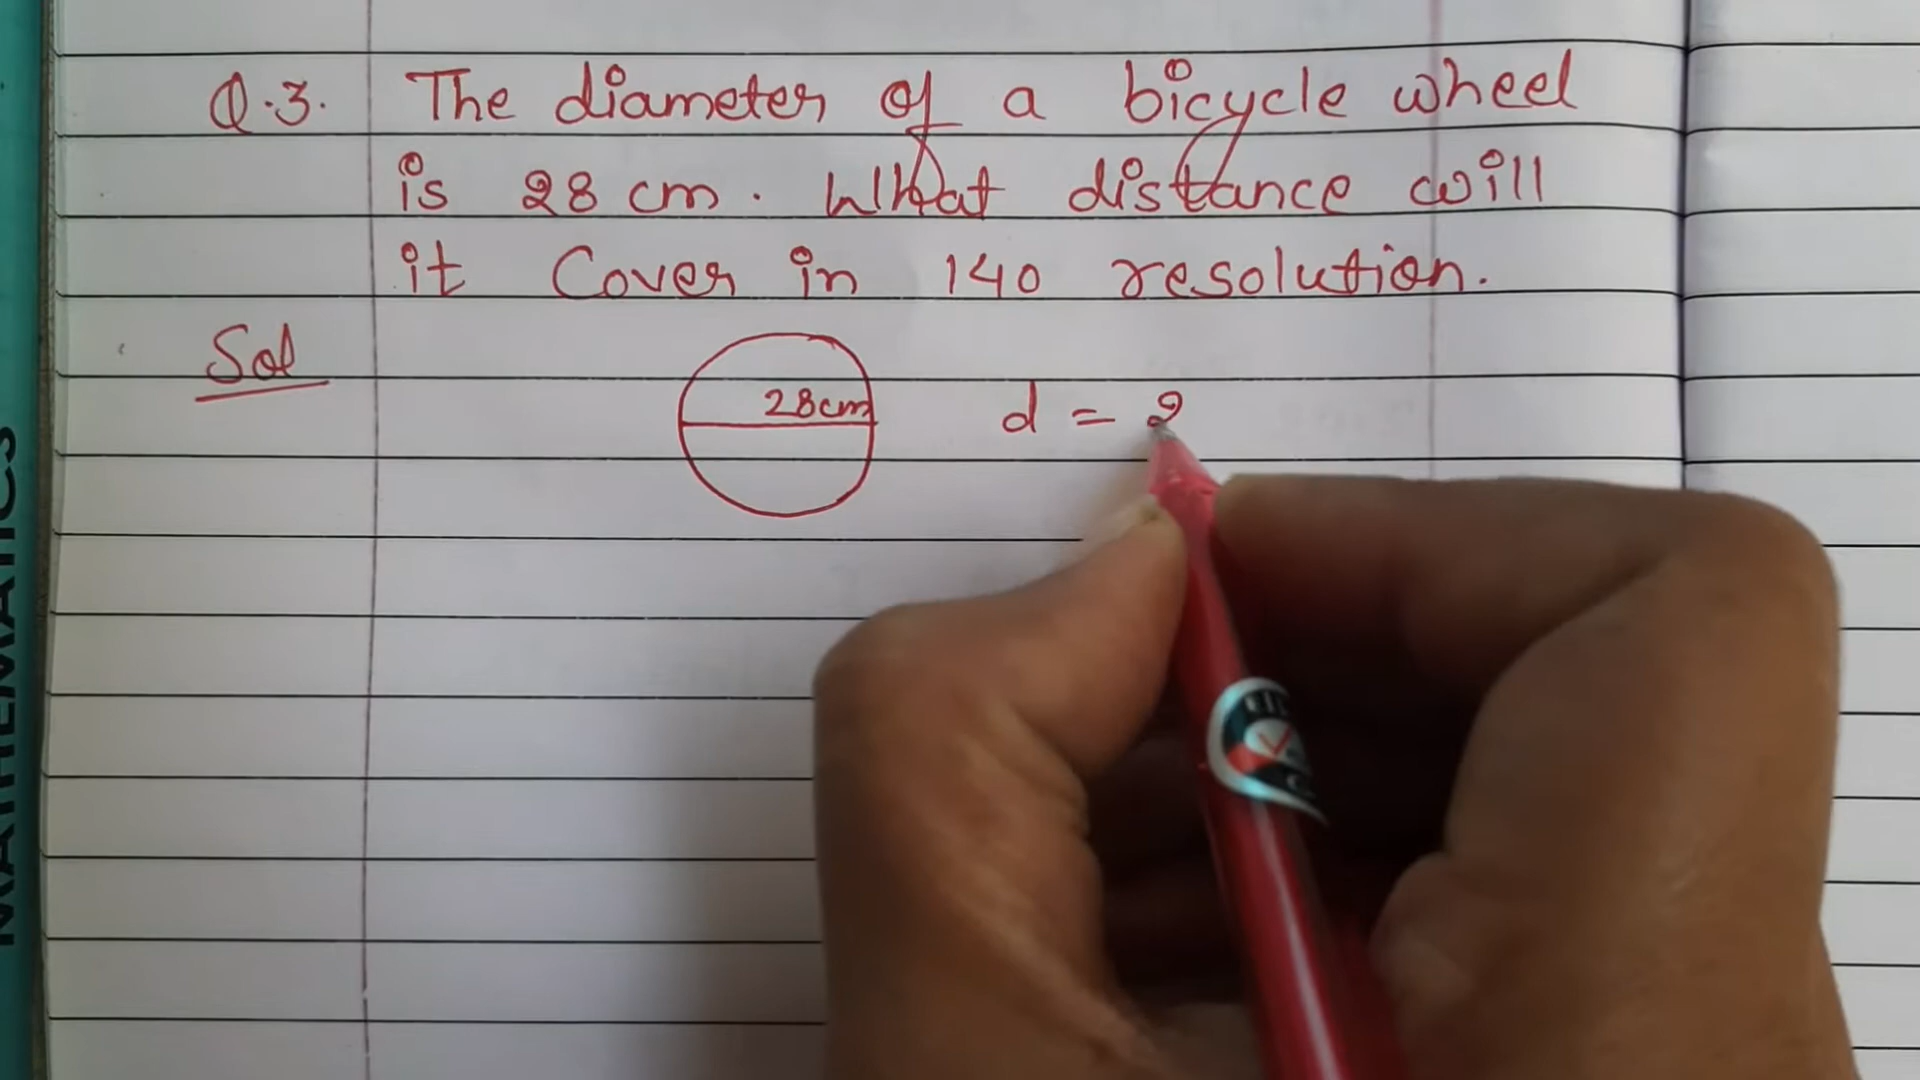 Q.3. The diameter of a bicycle wheel
is 28 cm. What distance will
it Cover in 140 resolution.
Sol
28cm
d = 2
MATHEMATICS